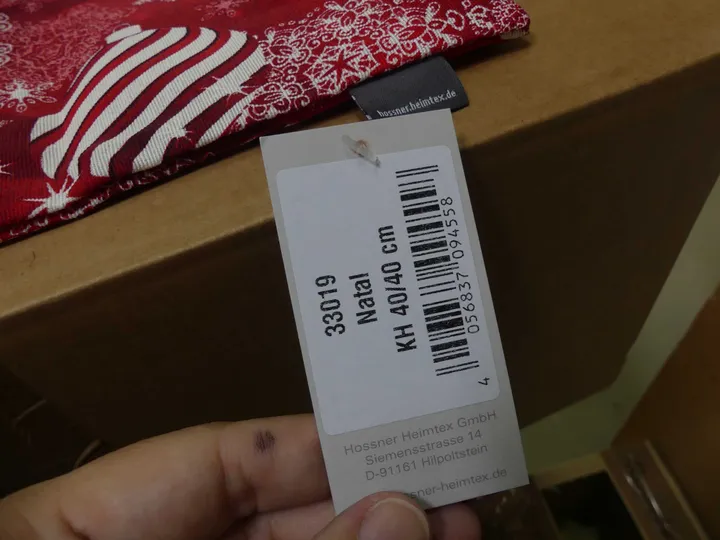 hossner.heimtex.de
33019
Natal
KH 40/40 cm
4 056837 094558
Hossner Heimtex GmbH
Siemensstrasse 14
D-91161 Hilpoltstein
ssner-heimtex.de